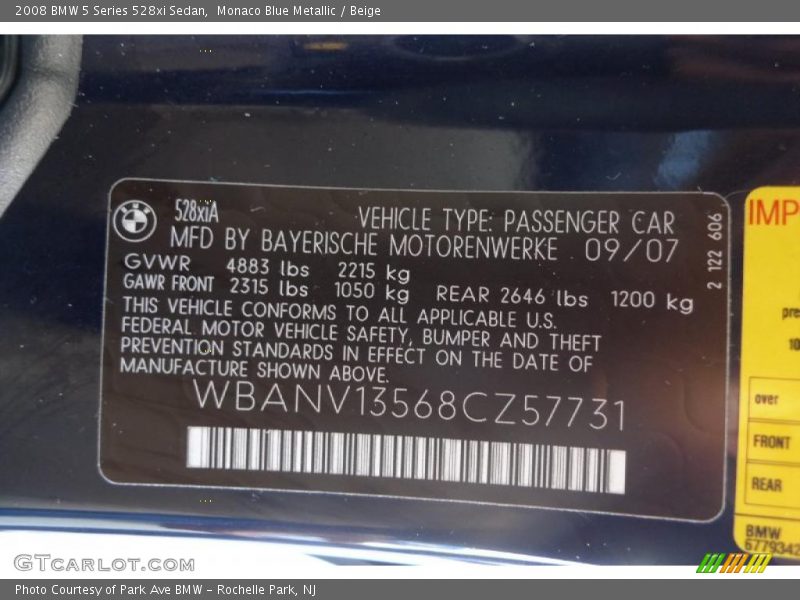 2008 BMW 5 Series 528xi Sedan,  Monaco Blue Metallic / Beige
528xiA
VEHICLE TYPE: PASSENGER CAR
MFD BY BAYERISCHE MOTORENWERKE 09/07
GVWR 4883 lbs 2215 kg
GAWR FRONT 2315 lbs 1050 kg REAR 2646 lbs 1200 kg
THIS VEHICLE CONFORMS TO ALL APPLICABLE U.S.
FEDERAL MOTOR VEHICLE SAFETY, BUMPER AND THEFT
PREVENTION STANDARDS IN EFFECT ON THE DATE OF
MANUFACTURE SHOWN ABOVE.
WBANV13568CZ57731
2 122 606
IMP
pre
10
over
FRONT
REAR
BMW
6779342
GTCARLOT.COM
Photo Courtesy of Park Ave BMW - Rochelle Park, NJ